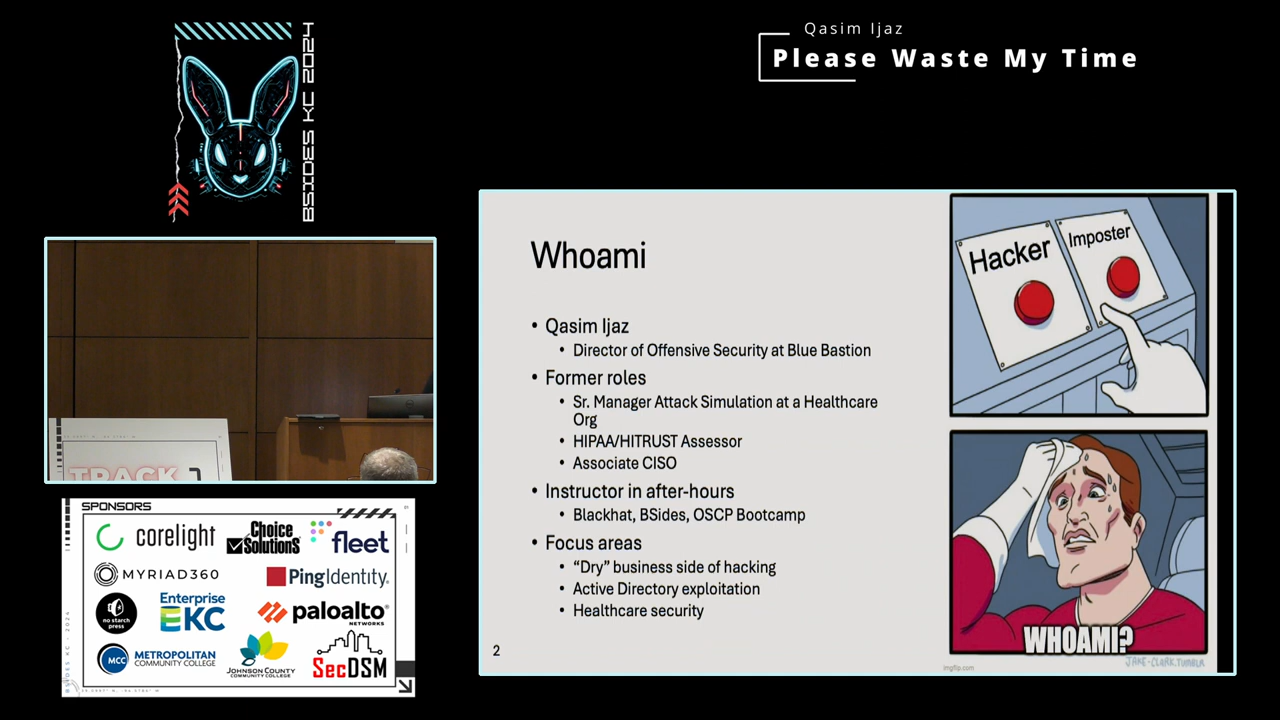 Qasim Ijaz
Please Waste My Time
BSIDES KC 2024
TRACK
SPONSORS
corelight
Choice
Solutions
fleet
MYRIAD360
PingIdentity
no starch
press
Enterprise
EKC
paloalto
NETWORKS
MCC
METROPOLITAN
COMMUNITY COLLEGE
JOHNSON COUNTY
COMMUNITY COLLEGE
SecDSM
Whoami
• Qasim Ijaz
• Director of Offensive Security at Blue Bastion
• Former roles
• Sr. Manager Attack Simulation at a Healthcare
Org
• HIPAA/HITRUST Assessor
• Associate CISO
• Instructor in after-hours
• Blackhat, BSides, OSCP Bootcamp
• Focus areas
• “Dry” business side of hacking
• Active Directory exploitation
• Healthcare security
2
Hacker
Imposter
WHOAMI?
imgflip.com
JAKE-CLARK.TUMBLR